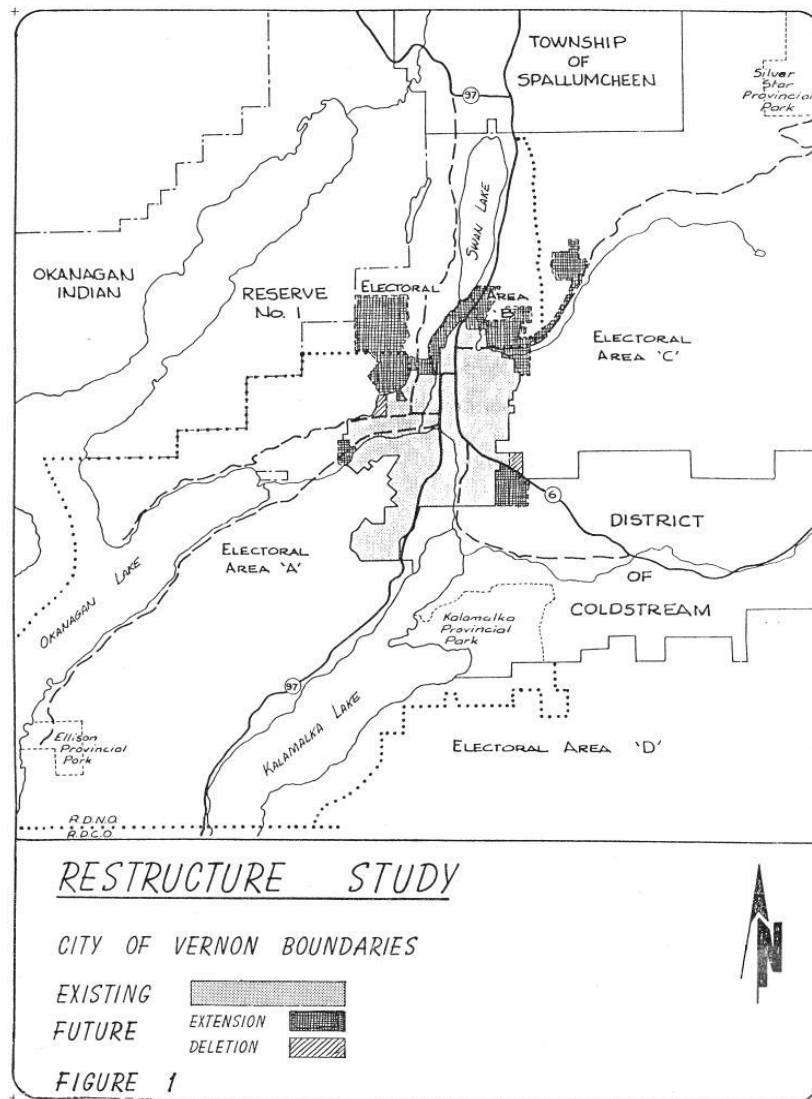 TOWNSHIP
OF
SPALLUMCHEEN
Silver
Star
Provincial
Park
97
SWAN LAKE
OKANAGAN
INDIAN
RESERVE
No. 1
ELECTORAL
AREA
'B'
ELECTORAL
AREA 'C'
6
DISTRICT
OF
COLDSTREAM
ELECTORAL
AREA 'A'
OKANAGAN LAKE
Kalamalka
Provincial
Park
97
KALAMALKA LAKE
Ellison
Provincial
Park
ELECTORAL AREA 'D'
R.D.N.O.
R.D.C.O.
RESTRUCTURE STUDY
CITY OF VERNON BOUNDARIES
EXISTING
FUTURE EXTENSION
DELETION
FIGURE 1
N